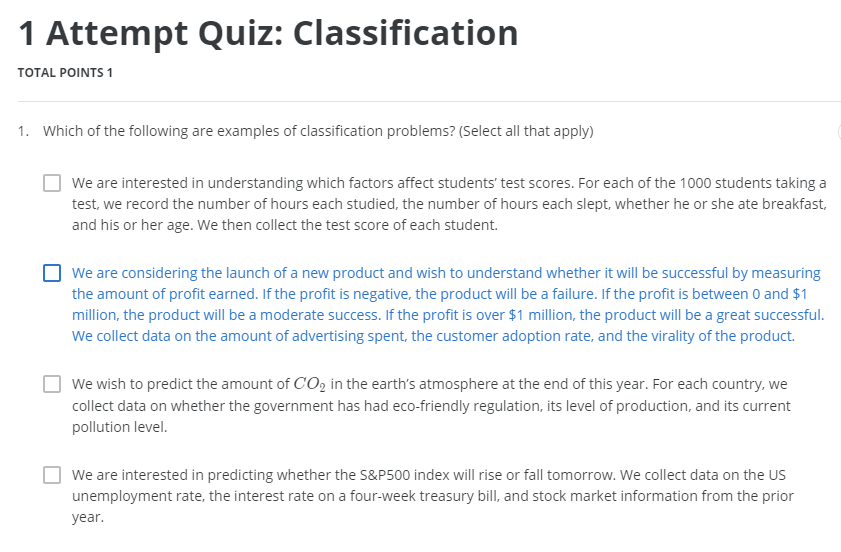 1 Attempt Quiz: Classification
TOTAL POINTS 1
1. Which of the following are examples of classification problems? (Select all that apply)
We are interested in understanding which factors affect students' test scores. For each of the 1000 students taking a
test, we record the number of hours each studied, the number of hours each slept, whether he or she ate breakfast,
and his or her age. We then collect the test score of each student.
We are considering the launch of a new product and wish to understand whether it will be successful by measuring
the amount of profit earned. If the profit is negative, the product will be a failure. If the profit is between 0 and $1
million, the product will be a moderate success. If the profit is over $1 million, the product will be a great successful.
We collect data on the amount of advertising spent, the customer adoption rate, and the virality of the product.
We wish to predict the amount of CO₂ in the earth's atmosphere at the end of this year. For each country, we
collect data on whether the government has had eco-friendly regulation, its level of production, and its current
pollution level.
We are interested in predicting whether the S&P500 index will rise or fall tomorrow. We collect data on the US
unemployment rate, the interest rate on a four-week treasury bill, and stock market information from the prior
year.